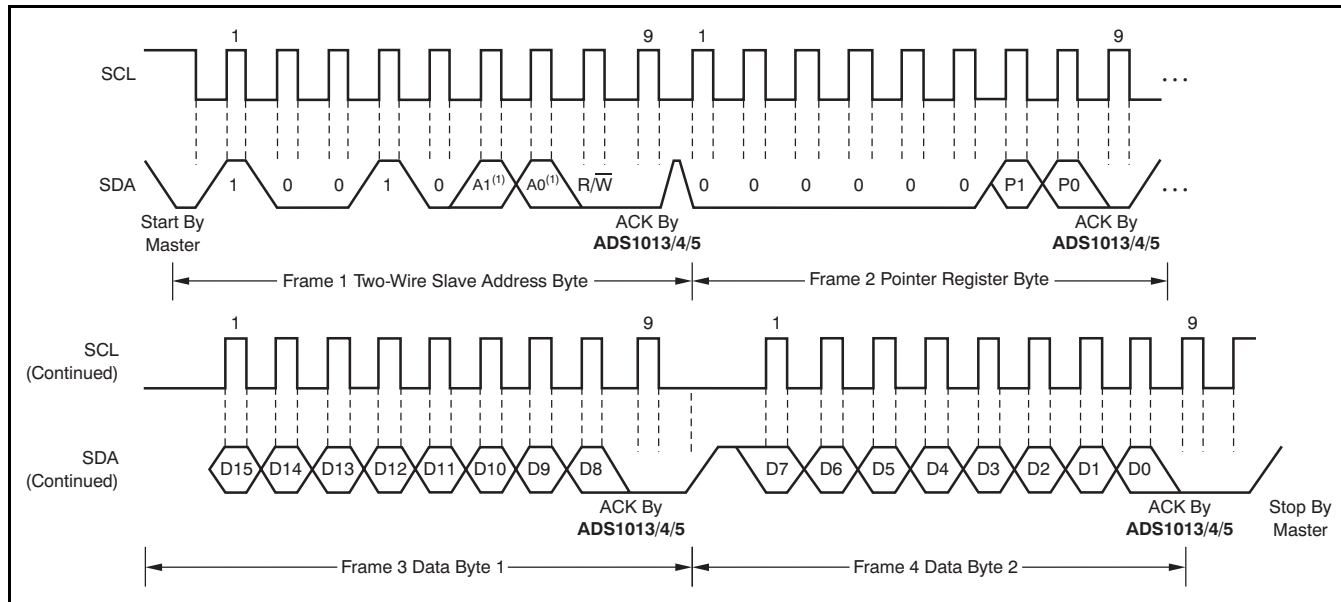 1 9 1 9
SCL ...
SDA 1 0 0 1 0 A1(1) A0(1) R/W̅ 0 0 0 0 0 0 P1 P0 ...
Start By Master
ACK By ADS1013/4/5
ACK By ADS1013/4/5
Frame 1 Two-Wire Slave Address Byte
Frame 2 Pointer Register Byte
1 9 1 9
SCL (Continued)
SDA (Continued) D15 D14 D13 D12 D11 D10 D9 D8 D7 D6 D5 D4 D3 D2 D1 D0
ACK By ADS1013/4/5
ACK By ADS1013/4/5
Stop By Master
Frame 3 Data Byte 1
Frame 4 Data Byte 2